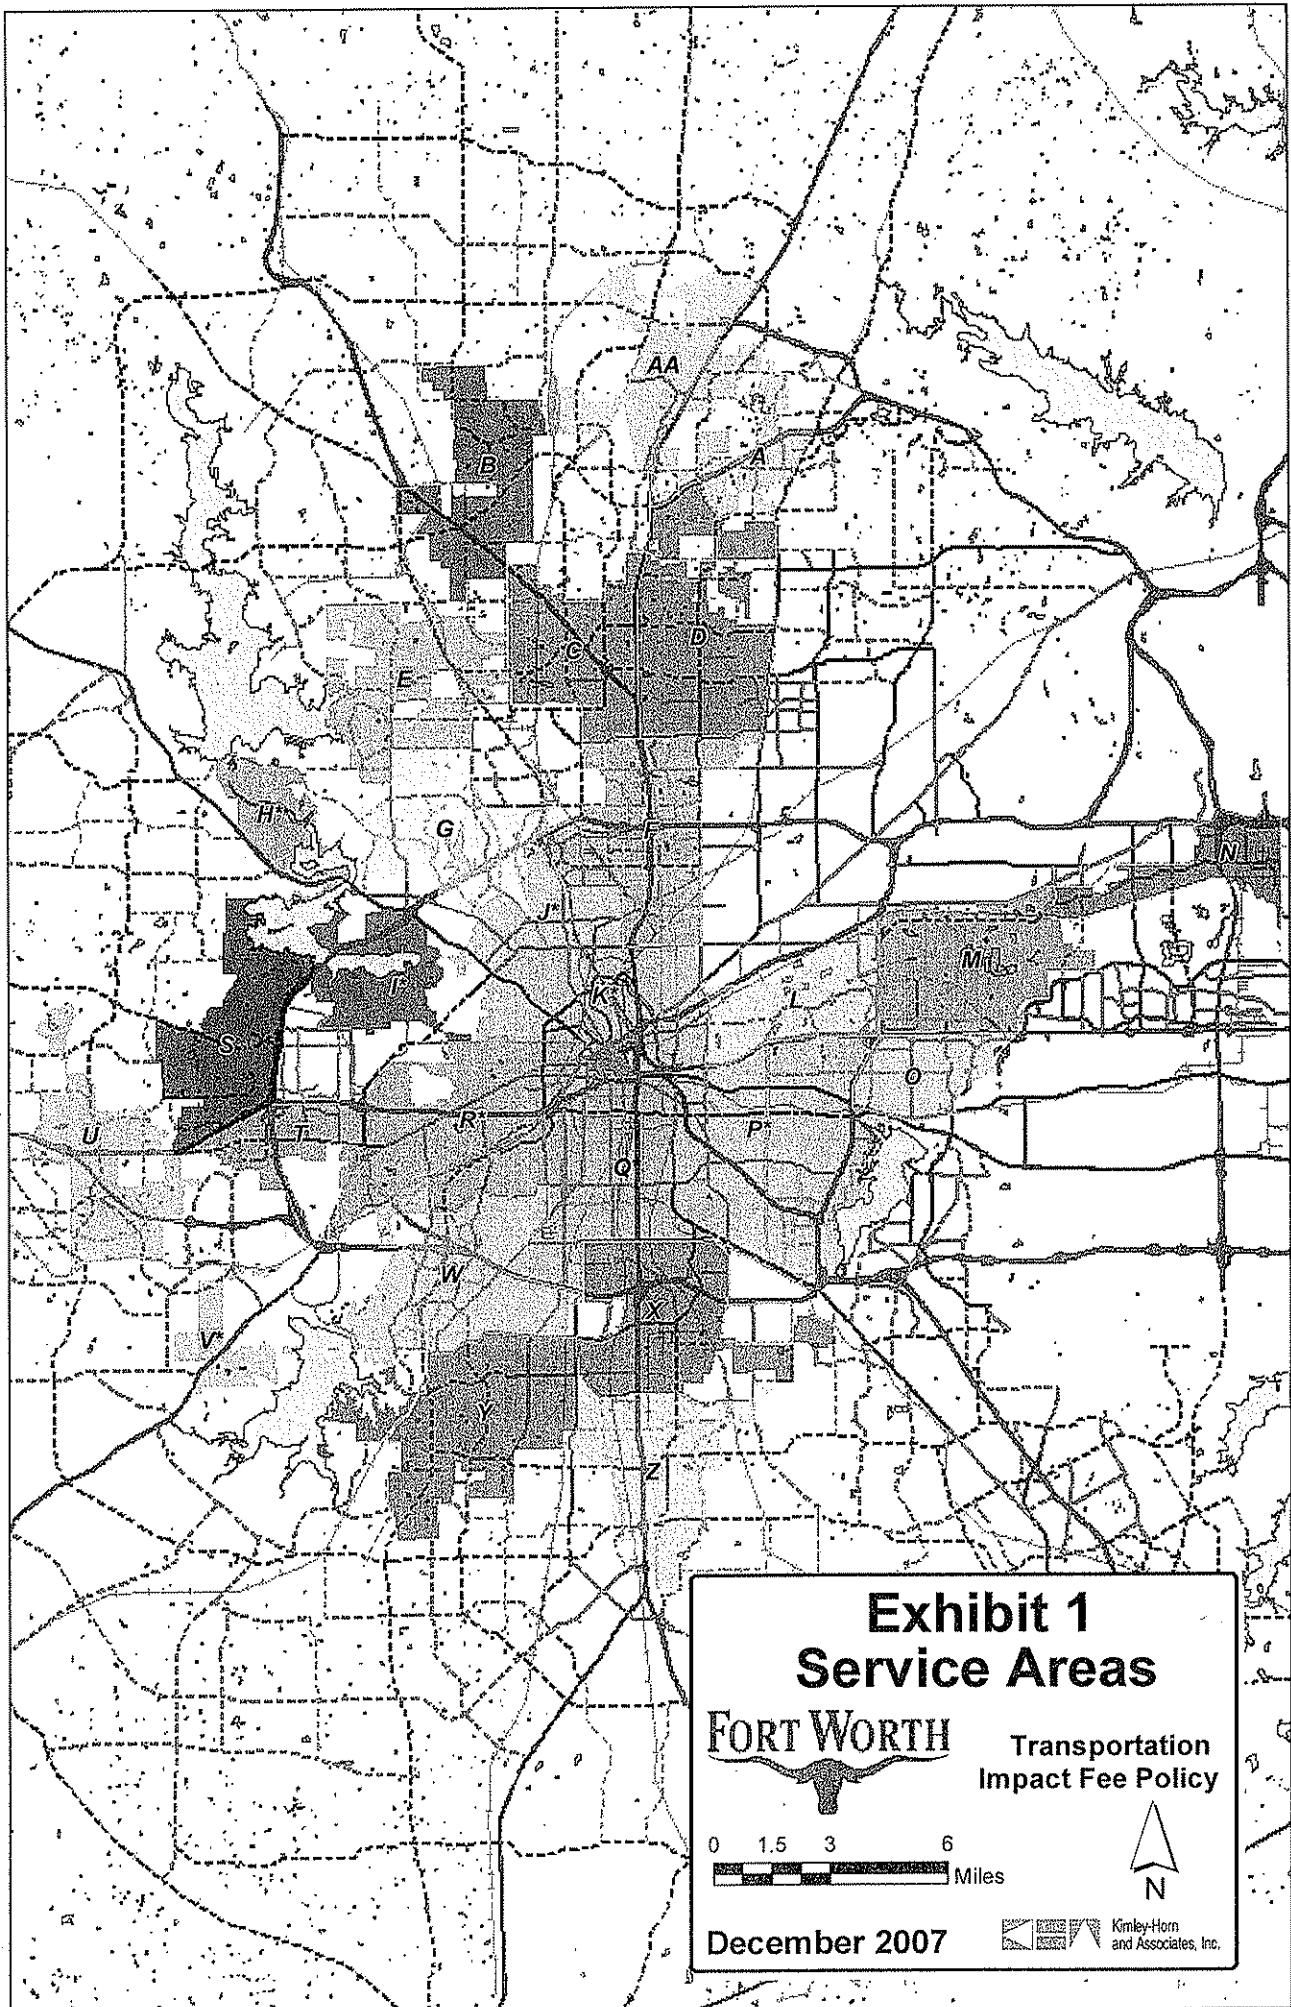 AA
A
B
C
D
E
G
H*
F
N
J*
M
I*
K
L
S
O
U
T
R*
P*
Q
W
X
V*
Y
Z
Exhibit 1
Service Areas
FORT WORTH
Transportation
Impact Fee Policy
0 1.5 3 6
Miles
N
December 2007
Kimley-Horn
and Associates, Inc.